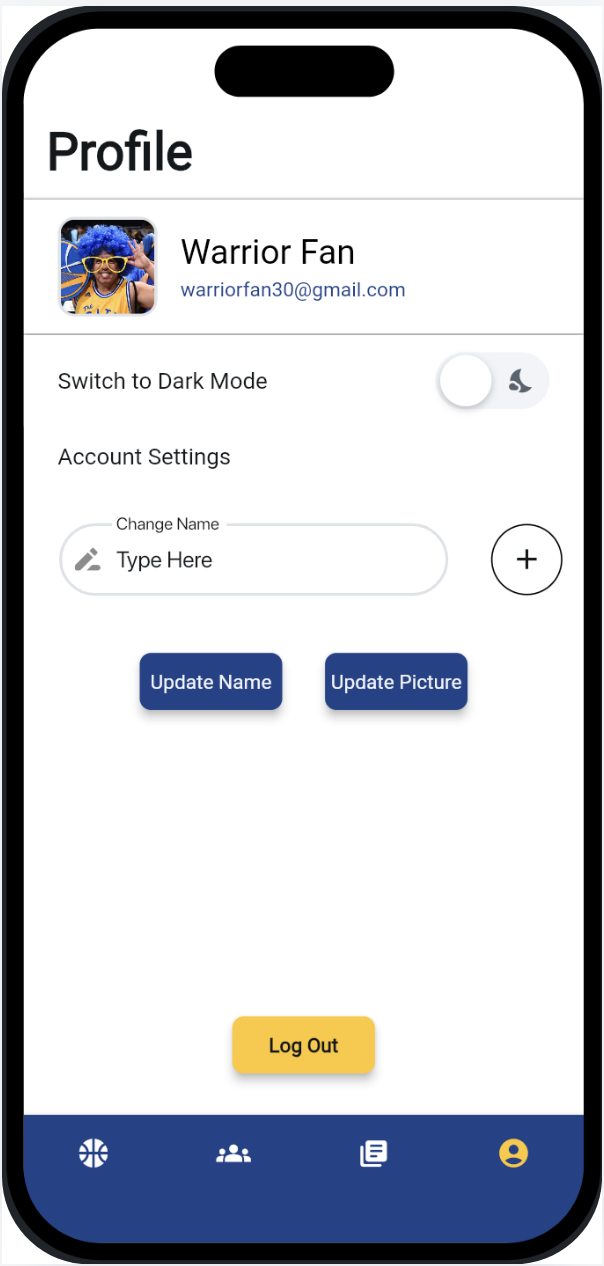 Profile
Warrior Fan
warriorfan30@gmail.com
Switch to Dark Mode
Account Settings
Change Name
Type Here
+
Update Name
Update Picture
Log Out